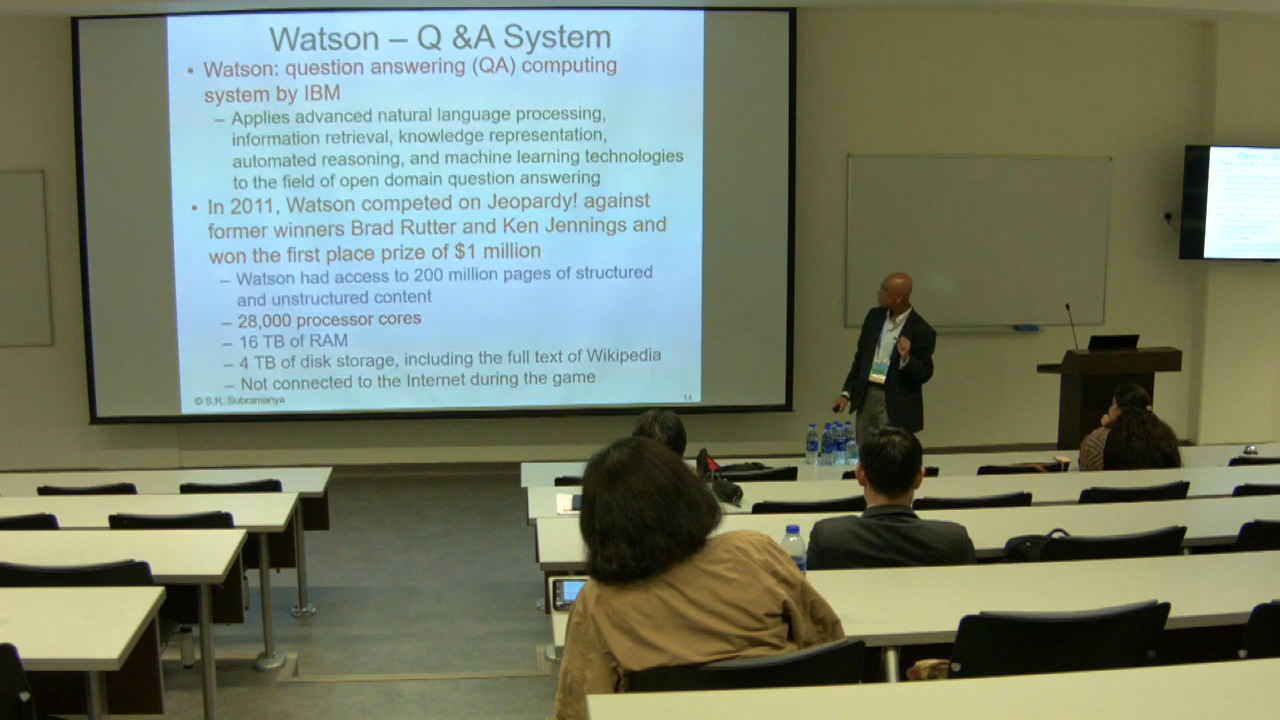 Watson – Q &A System
• Watson: question answering (QA) computing
system by IBM
– Applies advanced natural language processing,
information retrieval, knowledge representation,
automated reasoning, and machine learning technologies
to the field of open domain question answering
• In 2011, Watson competed on Jeopardy! against
former winners Brad Rutter and Ken Jennings and
won the first place prize of $1 million
– Watson had access to 200 million pages of structured
and unstructured content
– 28,000 processor cores
– 16 TB of RAM
– 4 TB of disk storage, including the full text of Wikipedia
– Not connected to the Internet during the game
© S.R. Subramanya
14